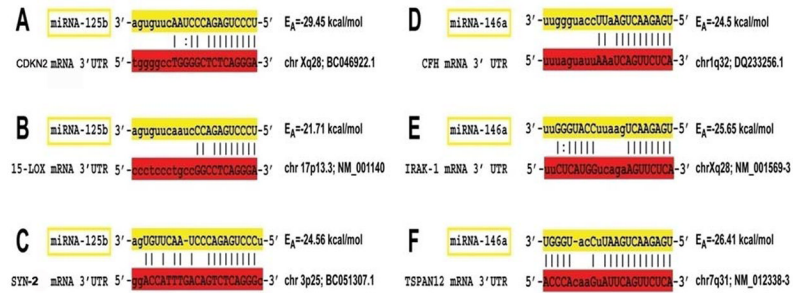 A miRNA-125b 3'-aguguucAAUCCCAGAGUCCCU-5' EA=-29.45 kcal/mol
| :|| |||||||||
CDKN2 mRNA 3'UTR 5'-tggggccTGGGGCTCTCAGGGA-3' chr Xq28; BC046922.1
B miRNA-125b 3'-aguguucaaucCCAGAGUCCCU-5' EA=-21.71 kcal/mol
|| |||||||||
15-LOX mRNA 3'UTR 5'-ccctccctgccGGCCTCAGGGA-3' chr 17p13.3; NM_001140
C miRNA-125b 3'-agUGUUCAA-UCCCAGAGUCCCu-5' EA=-24.56 kcal/mol
|| || | |||||||||
SYN-2 mRNA 3'UTR 5'-ggACCATTTGACAGTCTCAGGGc-3' chr 3p25; BC051307.1
D miRNA-146a 3'-uuggguaccUUaAGUCAAGAGU-5' EA=-24.5 kcal/mol
|| ||||||||||
CFH mRNA 3' UTR 5'-uuuaguauuAAaUCAGUUCUCA-3' chr1q32; DQ233256.1
E miRNA-146a 3'-uuGGGUACCUuaagUCAAGAGU-5' EA=-25.65 kcal/mol
|:||||| ||||||||
IRAK-1 mRNA 3' UTR 5'-uuCUCAUGGucagaAGUUCUCA-3' chrXq28; NM_001569-3
F miRNA-146a 3'-UGGGU-acCuUAAGUCAAGAGU-5' EA=-26.41 kcal/mol
||||| | ||||||||||
TSPAN12 mRNA 3'UTR 5'-ACCCAcaaGuAUUCAGUUCUCA-3' chr7q31; NM_012338-3